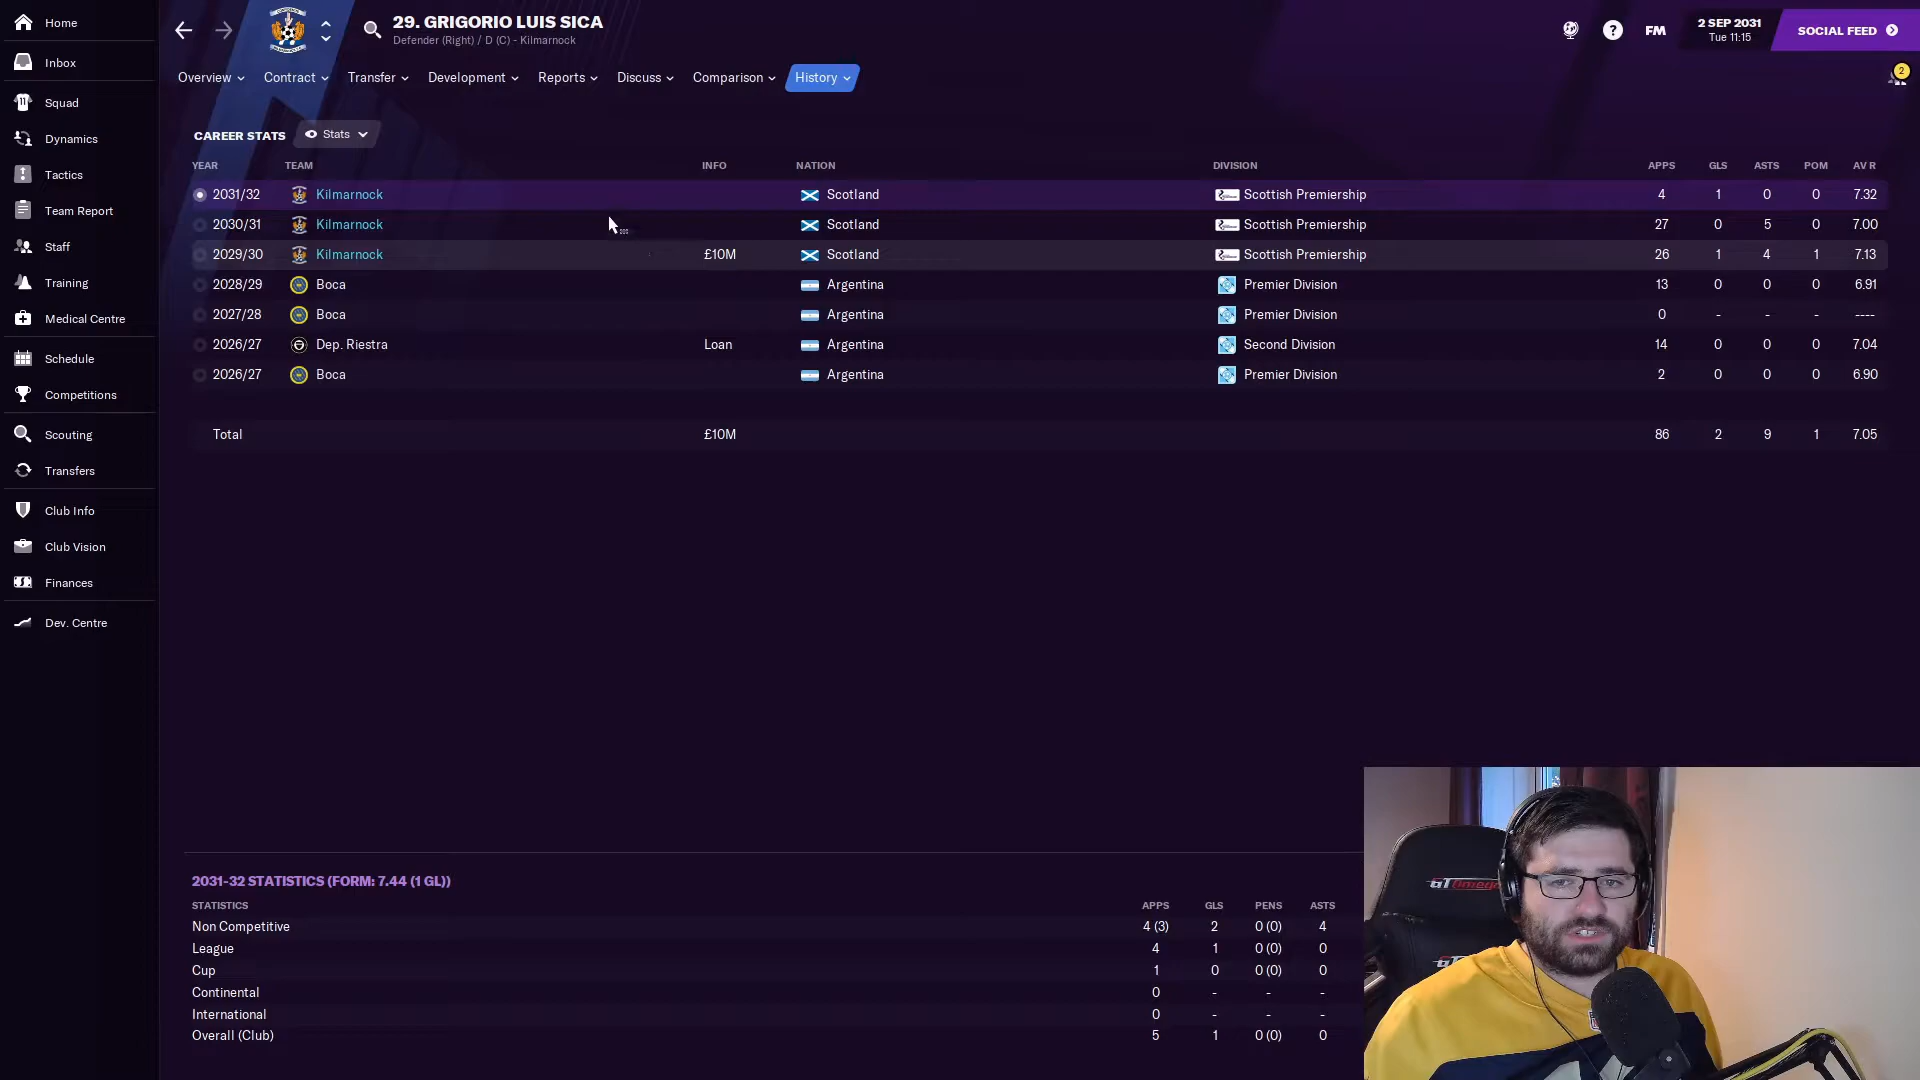 Home
Inbox
Squad
Dynamics
Tactics
Team Report
Staff
Training
Medical Centre
Schedule
Competitions
Scouting
Transfers
Club Info
Club Vision
Finances
Dev. Centre
29. GRIGORIO LUIS SICA
Defender (Right) / D (C) - Kilmarnock
FM
2 SEP 2031
Tue 11:15
SOCIAL FEED
2
Overview Contract Transfer Development Reports Discuss Comparison History
CAREER STATS Stats
YEAR TEAM INFO NATION DIVISION APPS GLS ASTS POM AV R
2031/32 Kilmarnock Scotland Scottish Premiership 4 1 0 0 7.32
2030/31 Kilmarnock Scotland Scottish Premiership 27 0 5 0 7.00
2029/30 Kilmarnock £10M Scotland Scottish Premiership 26 1 4 1 7.13
2028/29 Boca Argentina Premier Division 13 0 0 0 6.91
2027/28 Boca Argentina Premier Division 0 - - - ----
2026/27 Dep. Riestra Loan Argentina Second Division 14 0 0 0 7.04
2026/27 Boca Argentina Premier Division 2 0 0 0 6.90
Total £10M 86 2 9 1 7.05
2031-32 STATISTICS (FORM: 7.44 (1 GL))
STATISTICS APPS GLS PENS ASTS
Non Competitive 4 (3) 2 0 (0) 4
League 4 1 0 (0) 0
Cup 1 0 0 (0) 0
Continental 0 - - -
International 0 - - -
Overall (Club) 5 1 0 (0) 0